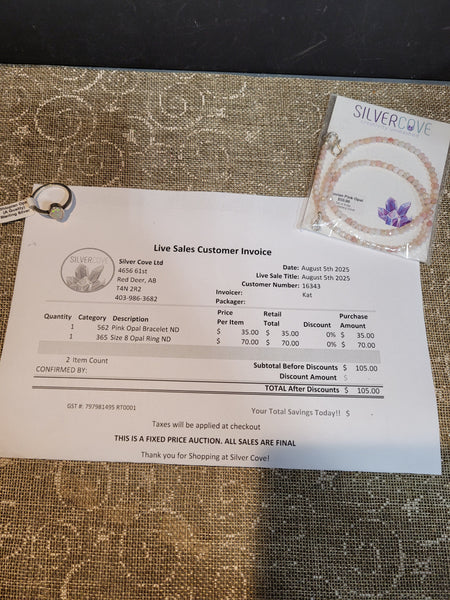 SILVERCOVE
Pink Opal
(A Quality)
Sterling Silver
Live Sales Customer Invoice
SILVERCOVE
Silver Cove Ltd
4656 61st
Red Deer, AB
T4N 2R2
403-986-3682
Date: August 5th 2025
Live Sale Title: August 5th 2025
Customer Number: 16343
Invoicer: Kat
Packager:
Quantity Category Description Price Per Item Retail Total Discount Purchase Amount
1 562 Pink Opal Bracelet ND $ 35.00 $ 35.00 0% $ 35.00
1 365 Size 8 Opal Ring ND $ 70.00 $ 70.00 0% $ 70.00
2 Item Count
Subtotal Before Discounts $ 105.00
CONFIRMED BY:
Discount Amount $
TOTAL After Discounts $ 105.00
GST #: 797981495 RT0001
Your Total Savings Today!! $
Taxes will be applied at checkout
THIS IS A FIXED PRICE AUCTION. ALL SALES ARE FINAL
Thank you for Shopping at Silver Cove!